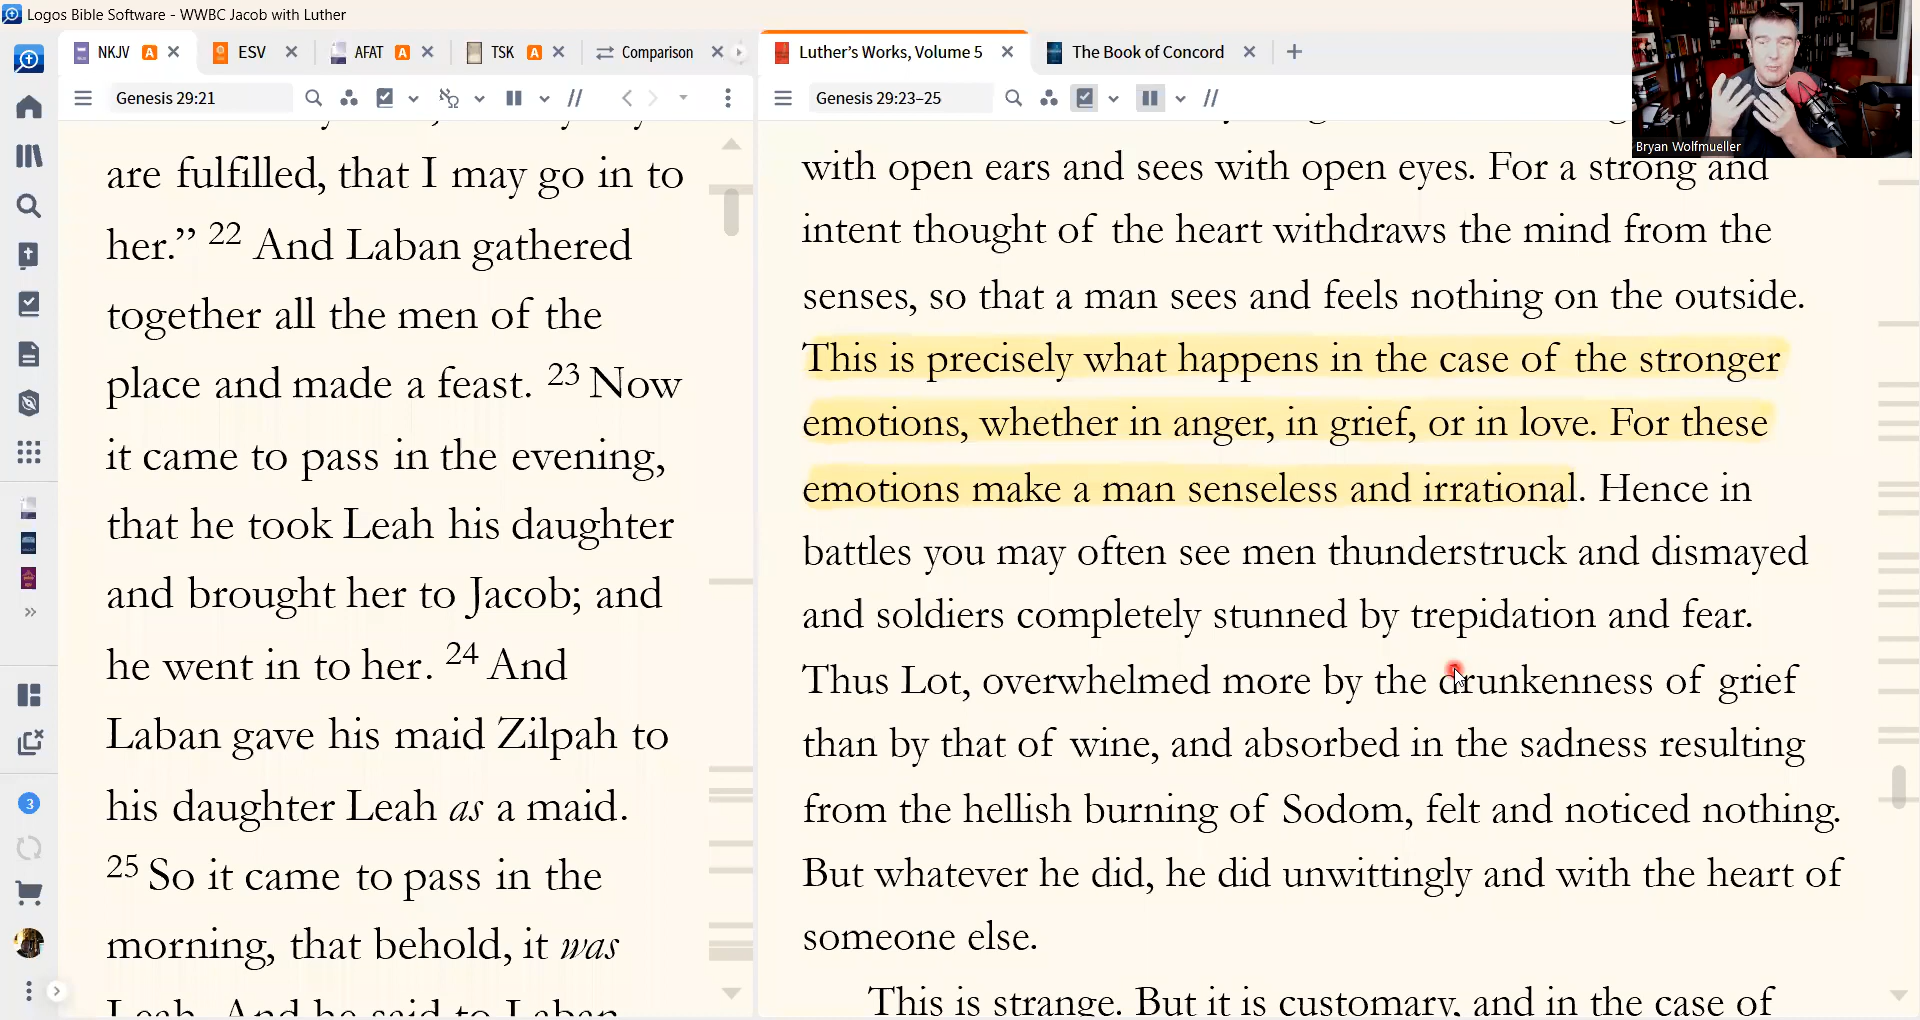 Logos Bible Software - WWBC Jacob with Luther
NKJV A
ESV
AFAT A
TSK A
Comparison
Genesis 29:21
are fulfilled, that I may go in to
her.” 22 And Laban gathered
together all the men of the
place and made a feast. 23 Now
it came to pass in the evening,
that he took Leah his daughter
and brought her to Jacob; and
he went in to her. 24 And
Laban gave his maid Zilpah to
his daughter Leah as a maid.
25 So it came to pass in the
morning, that behold, it was
Leah. And he said to Laban
3
Luther’s Works, Volume 5
The Book of Concord
Genesis 29:23–25
Bryan Wolfmueller
with open ears and sees with open eyes. For a strong and
intent thought of the heart withdraws the mind from the
senses, so that a man sees and feels nothing on the outside.
This is precisely what happens in the case of the stronger
emotions, whether in anger, in grief, or in love. For these
emotions make a man senseless and irrational. Hence in
battles you may often see men thunderstruck and dismayed
and soldiers completely stunned by trepidation and fear.
Thus Lot, overwhelmed more by the drunkenness of grief
than by that of wine, and absorbed in the sadness resulting
from the hellish burning of Sodom, felt and noticed nothing.
But whatever he did, he did unwittingly and with the heart of
someone else.
This is strange. But it is customary, and in the case of